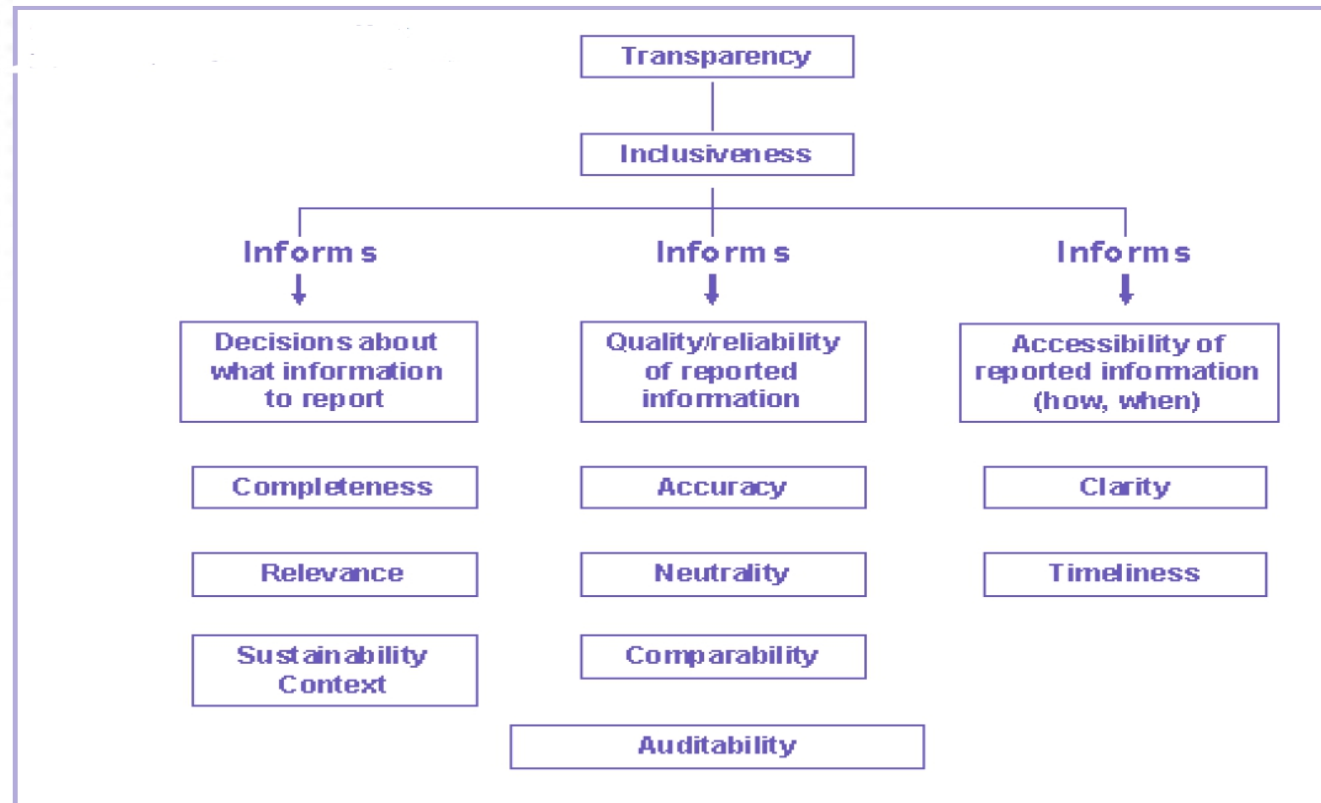 Transparency
Inclusiveness
Informs
Informs
Informs
Decisions about
what information
to report
Quality/reliability
of reported
information
Accessibility of
reported information
(how, when)
Completeness
Accuracy
Clarity
Relevance
Neutrality
Timeliness
Sustainability
Context
Comparability
Auditability